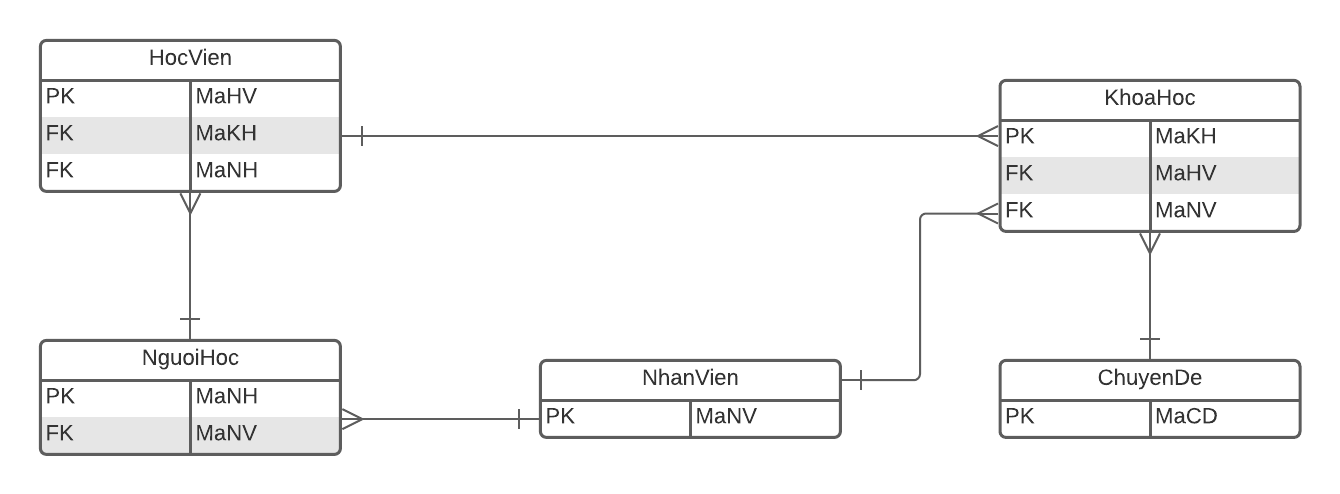 HocVien
PK MaHV
FK MaKH
FK MaNH
KhoaHoc
PK MaKH
FK MaHV
FK MaNV
NguoiHoc
PK MaNH
FK MaNV
NhanVien
PK MaNV
ChuyenDe
PK MaCD